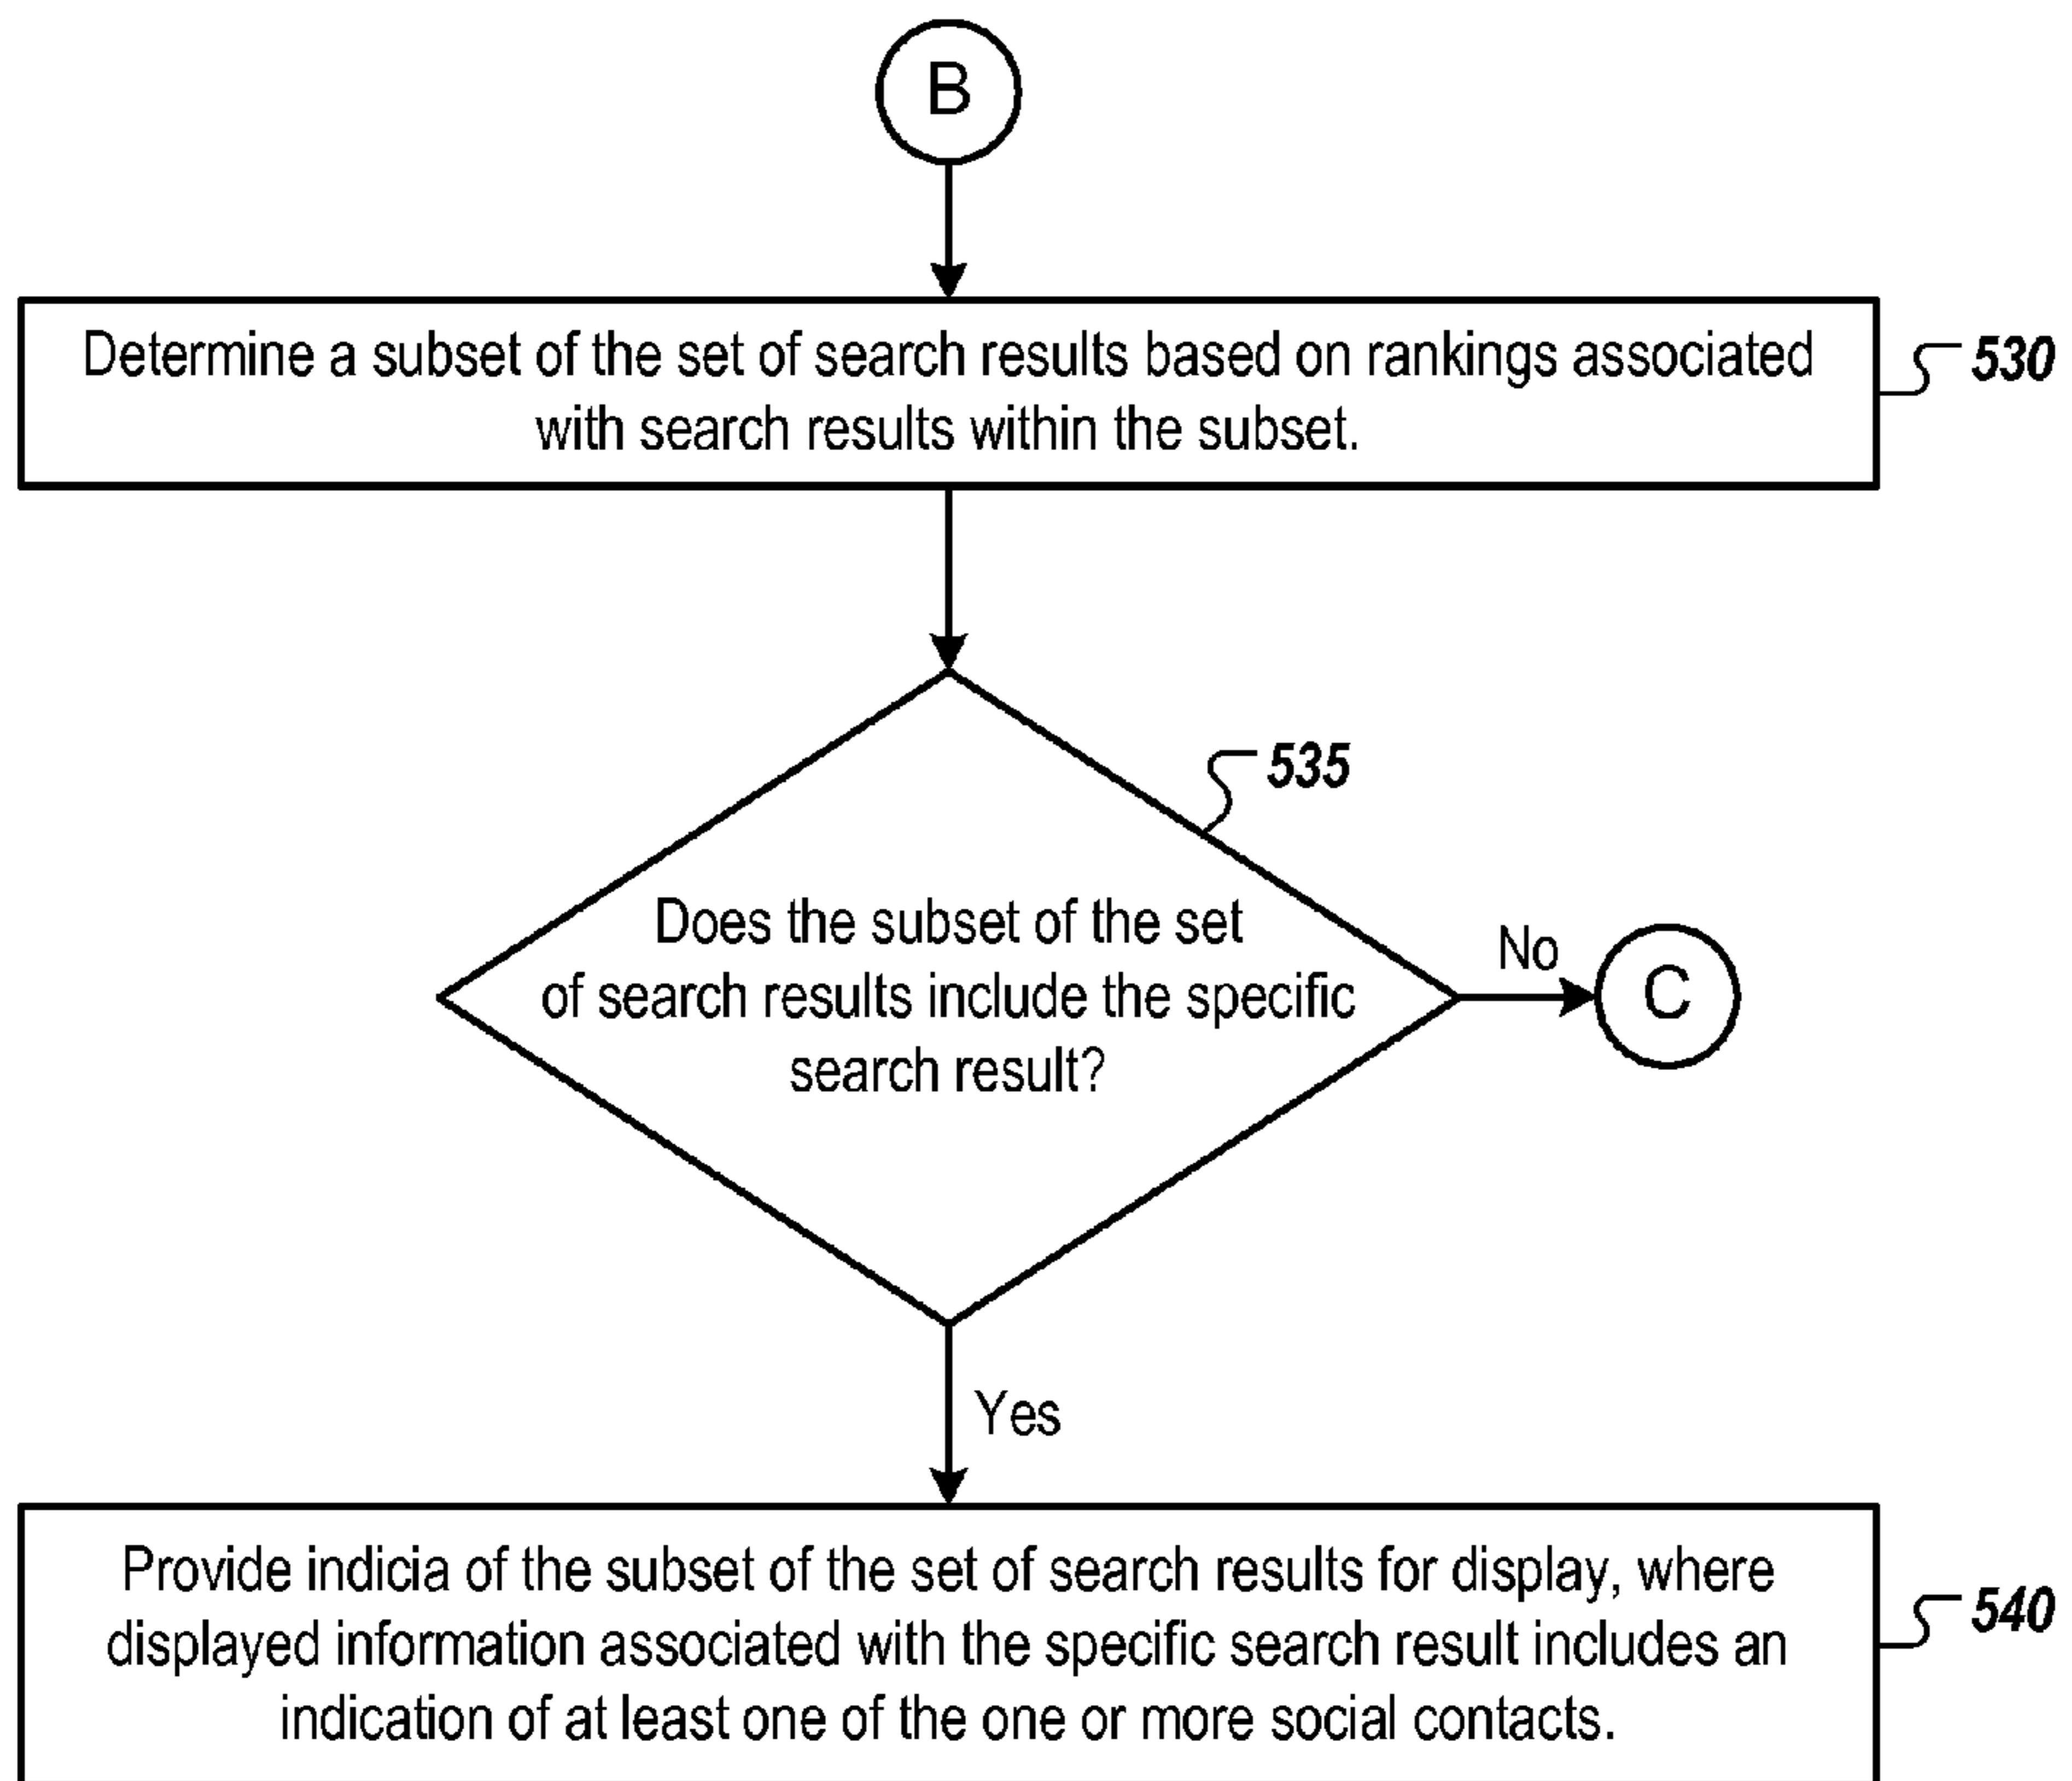 B
Determine a subset of the set of search results based on rankings associated
with search results within the subset.
530
535
Does the subset of the set
of search results include the specific
search result?
No
C
Yes
Provide indicia of the subset of the set of search results for display, where
displayed information associated with the specific search result includes an
indication of at least one of the one or more social contacts.
540